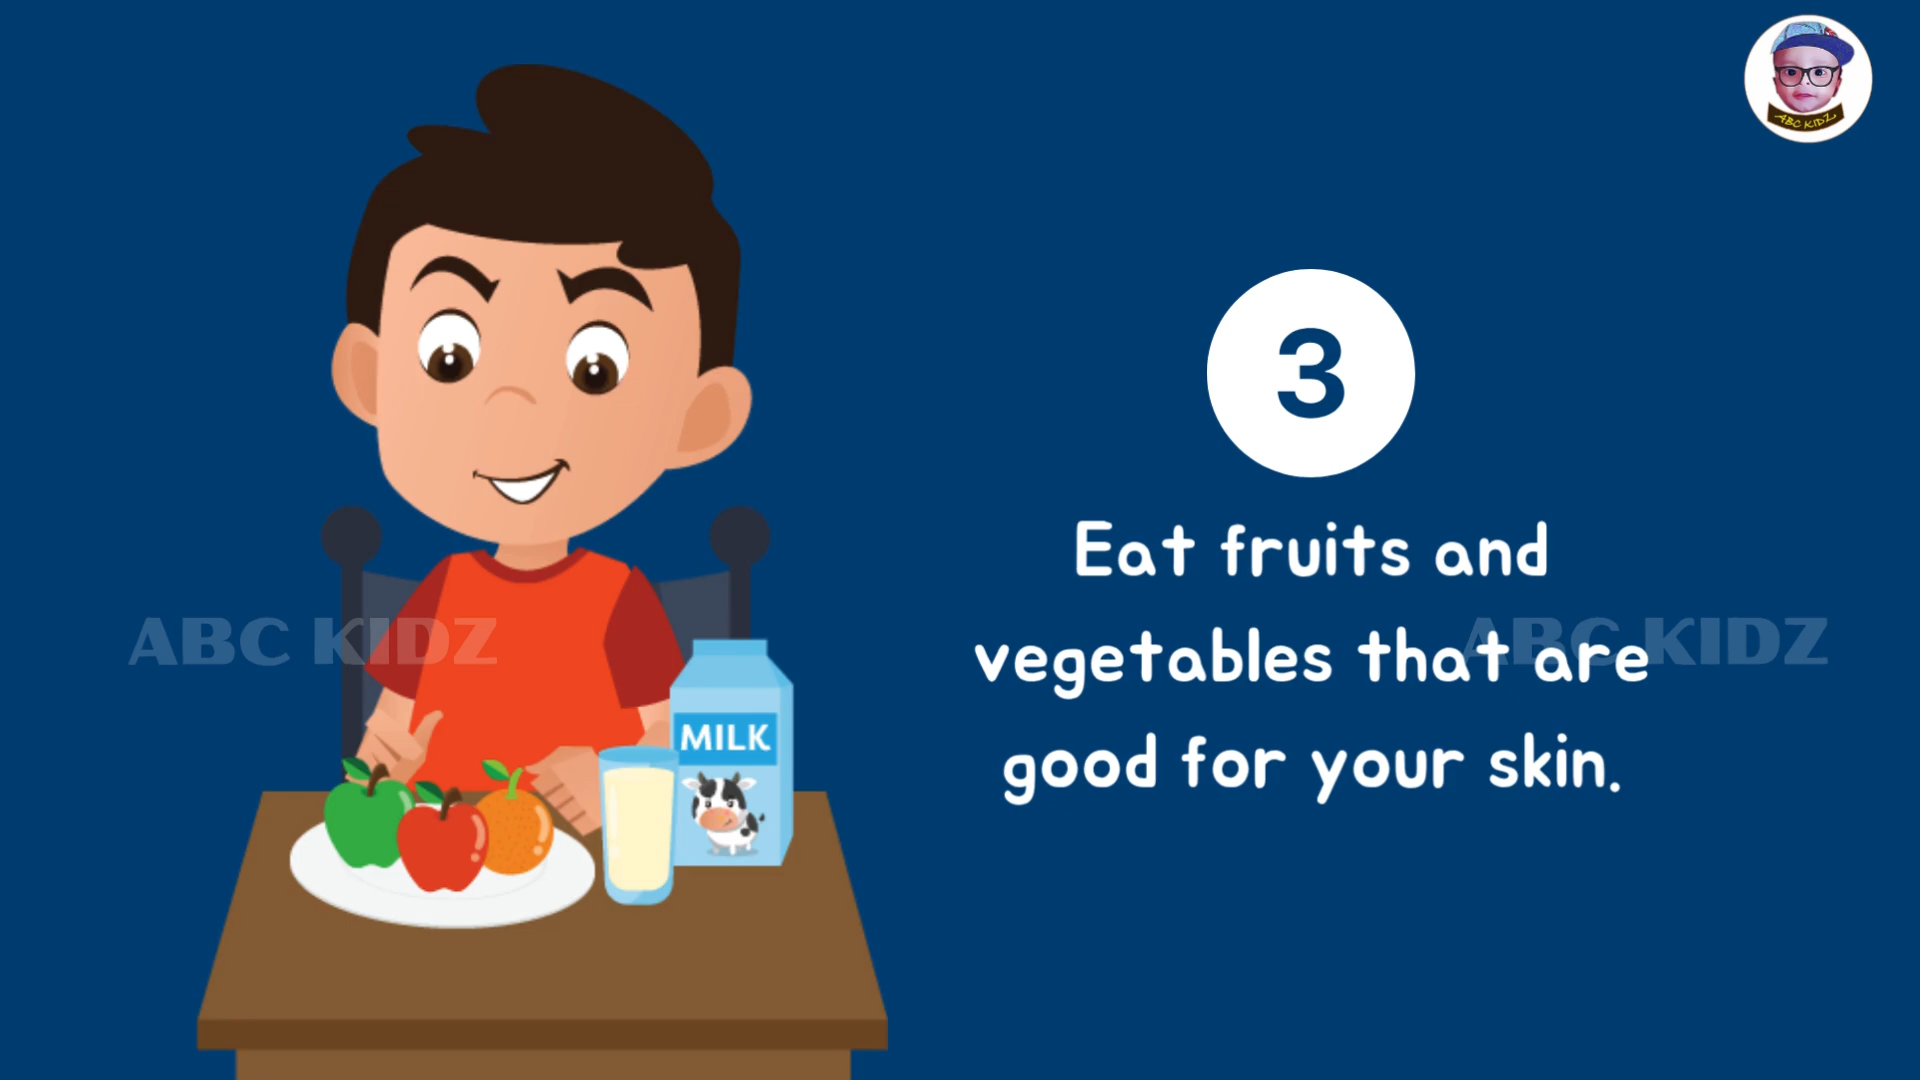 ABC KIDZ
3
Eat fruits and
vegetables that are
good for your skin.
MILK
ABC KIDZ
ABC KIDZ